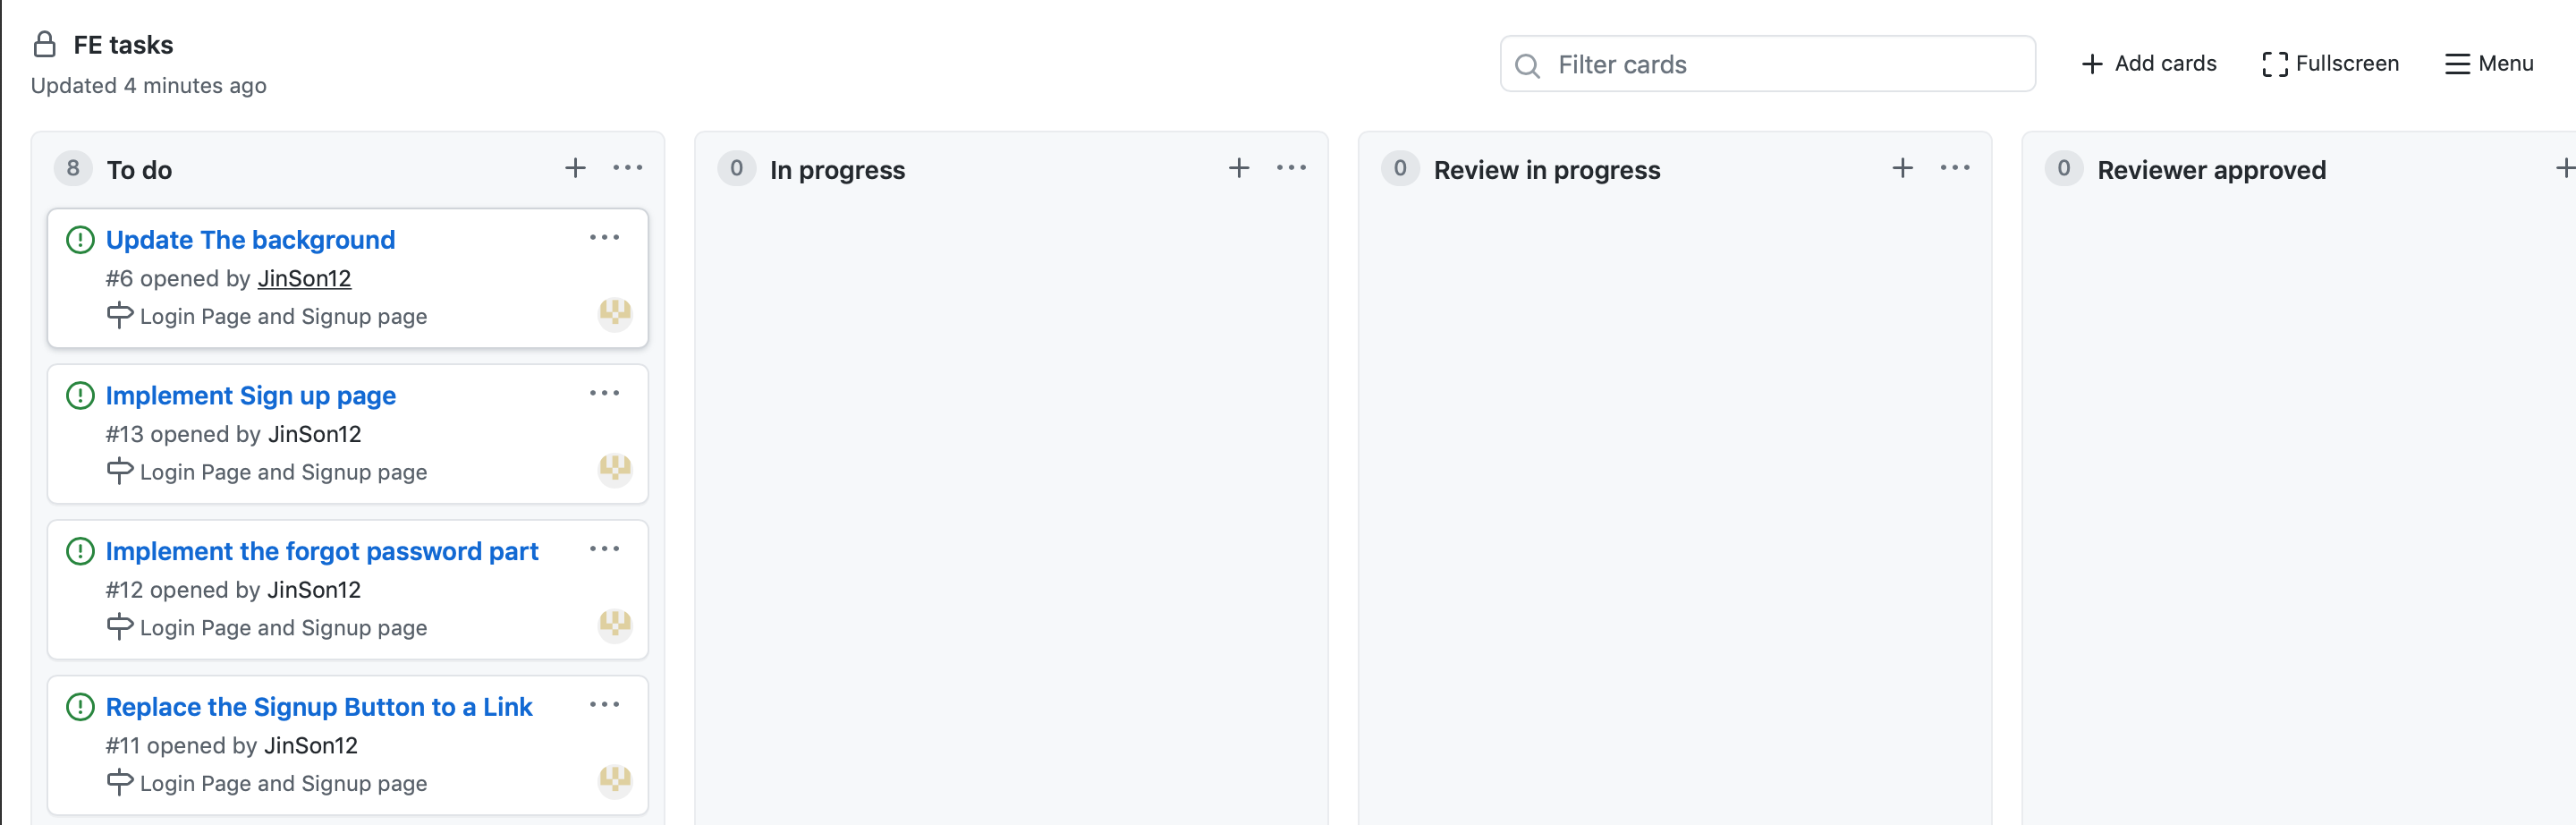 FE tasks
Updated 4 minutes ago
Filter cards
Add cards
Fullscreen
Menu
8 To do
Update The background
#6 opened by JinSon12
Login Page and Signup page
Implement Sign up page
#13 opened by JinSon12
Login Page and Signup page
Implement the forgot password part
#12 opened by JinSon12
Login Page and Signup page
Replace the Signup Button to a Link
#11 opened by JinSon12
Login Page and Signup page
0 In progress
0 Review in progress
0 Reviewer approved